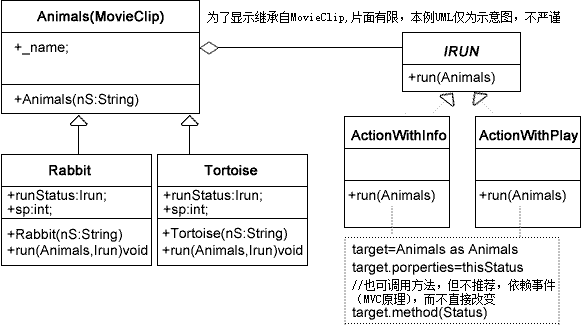 Animals(MovieClip)
为了显示继承自MovieClip,片面有限，本例UML仅为示意图，不严谨
+_name;
+Animals(nS:String)
IRUN
+run(Animals)
ActionWithInfo
+run(Animals)
ActionWithPlay
+run(Animals)
Rabbit
+runStatus:Irun;
+sp:int;
+Rabbit(nS:String)
+run(Animals,Irun)void
Tortoise
+runStatus:Irun;
+sp:int;
+Tortoise(nS:String)
+run(Animals,Irun)void
target=Animals as Animals
target.porperties=thisStatus
//也可调用方法，但不推荐，依赖事件
（MVC原理），而不直接改变
target.method(Status)